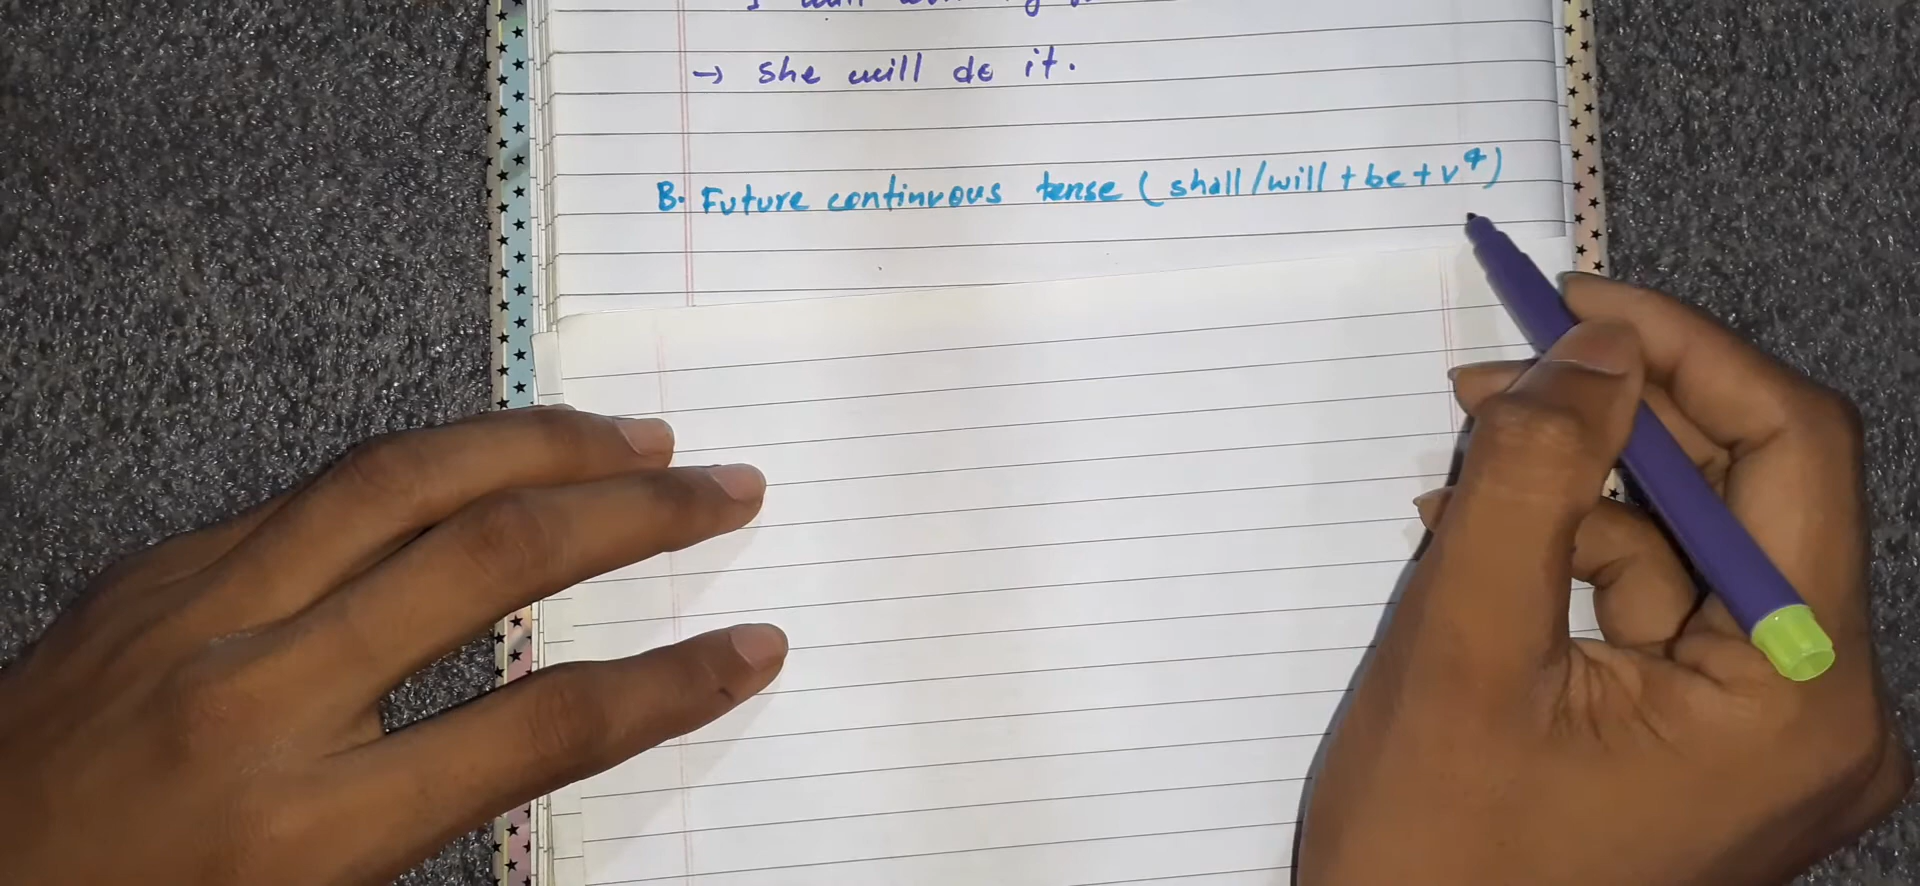 → she will do it.
B. Future continuous tense (shall/will+be+v⁴)